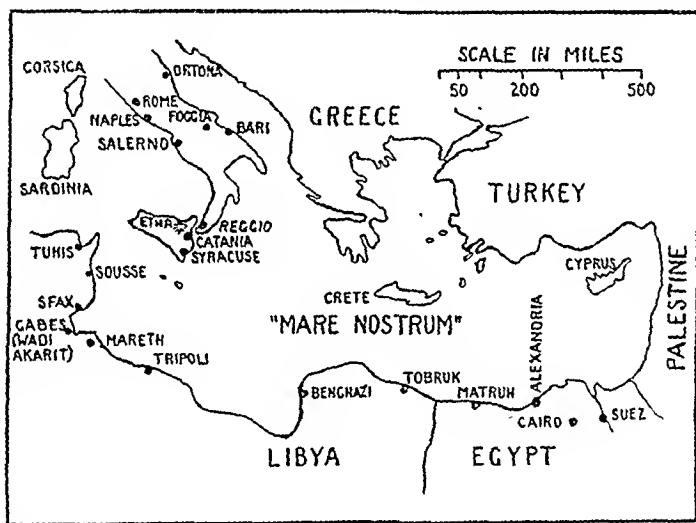 SCALE IN MILES
50 200 500
CORSICA
ORTONA
ROME
NAPLES
FOGGIA
BARI
SALERNO
GREECE
SARDINIA
TURKEY
ETNA
REGGIO
CATANIA
SYRACUSE
TUNIS
SOUSSE
CYPRUS
CRETE
SFAX
"MARE NOSTRUM"
GABES
(WADI
AKARIT)
MARETH
TRIPOLI
ALEXANDRIA
PALESTINE
BENGHAZI
TOBRUK
MATRUH
CAIRO
SUEZ
LIBYA
EGYPT